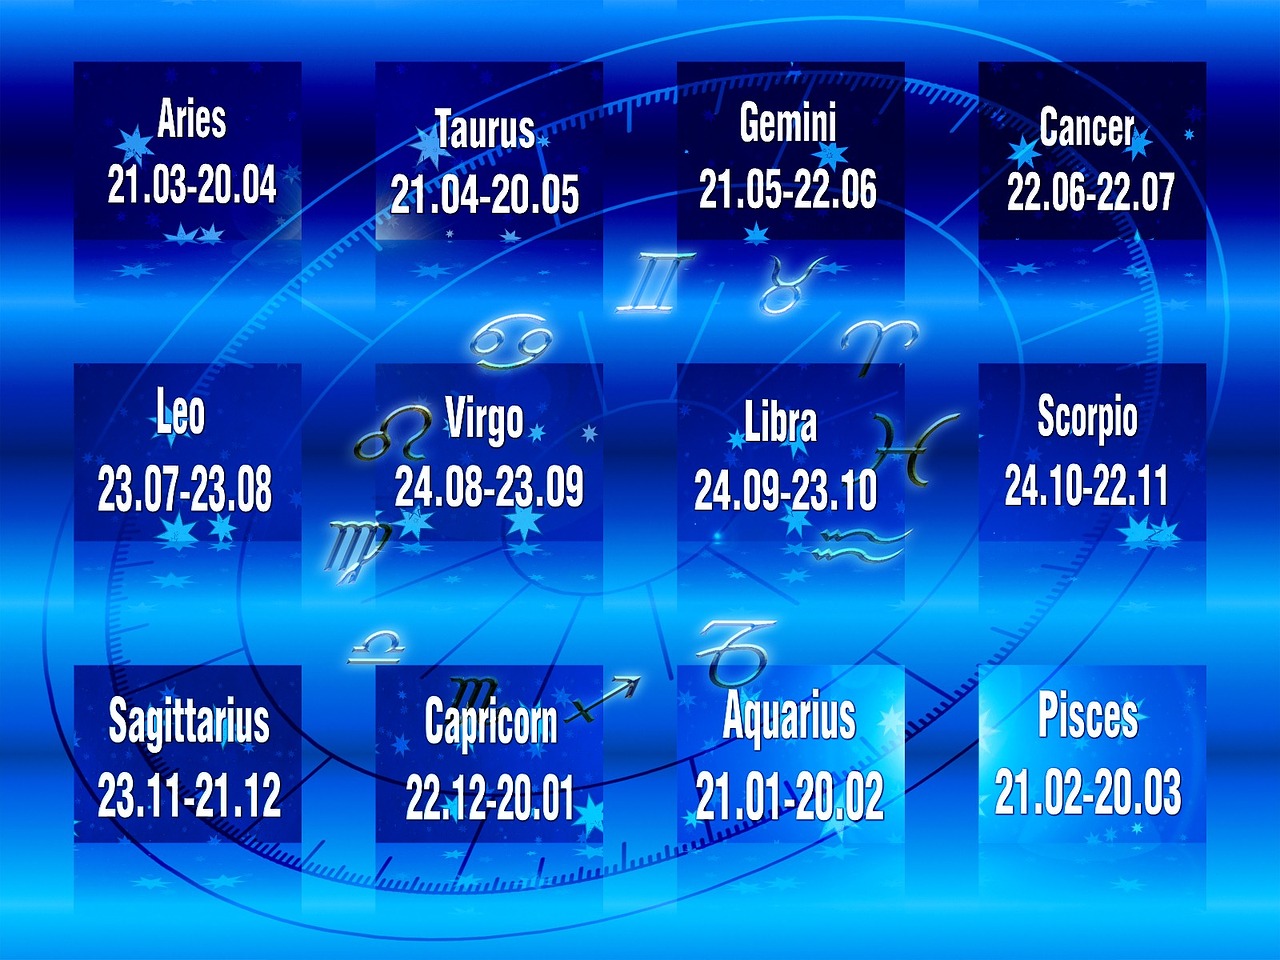 Aries
21.03-20.04
Taurus
21.04-20.05
Gemini
21.05-22.06
Cancer
22.06-22.07
Leo
23.07-23.08
Virgo
24.08-23.09
Libra
24.09-23.10
Scorpio
24.10-22.11
Sagittarius
23.11-21.12
Capricorn
22.12-20.01
Aquarius
21.01-20.02
Pisces
21.02-20.03